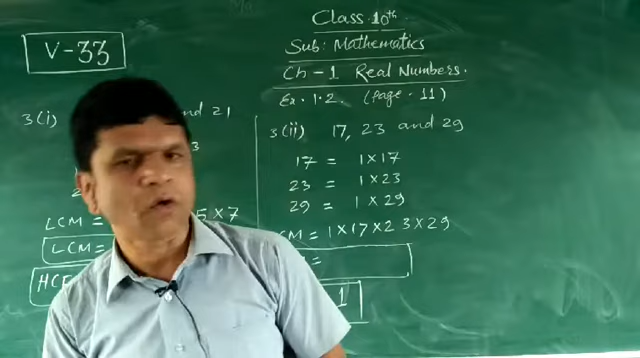 V-33
Class 10th
Sub: Mathematics
Ch-1 Real Numbers.
Ex. 1.2. (Page. 11)
3(i) nd 21
3
LCM = 5 × 7
LCM =
HCF
3(ii) 17, 23 and 29
17 = 1 × 17
23 = 1 × 23
29 = 1 × 29
CM = 1 × 17 × 23 × 29
=
1